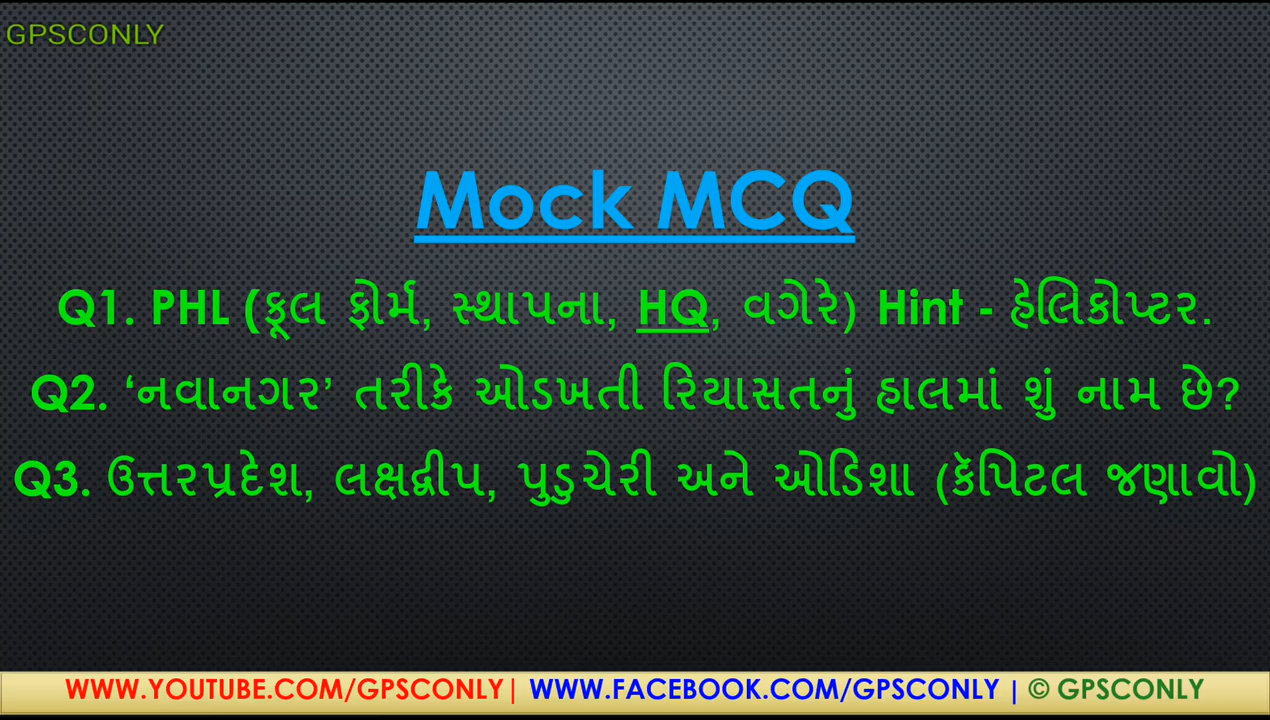 GPSCONLY
Mock MCQ
Q1. PHL (ફૂલ ફોર્મ, સ્થાપના, HQ, વગેરે) Hint - હેલિકોપ્ટર.
Q2. ‘નવાનગર’ તરીકે ઓડખતી રિયાસતનું હાલમાં શું નામ છે?
Q3. ઉત્તરપ્રદેશ, લક્ષદ્વીપ, પુડુચેરી અને ઓડિશા (કૅપિટલ જણાવો)
WWW.YOUTUBE.COM/GPSCONLY| WWW.FACEBOOK.COM/GPSCONLY | © GPSCONLY